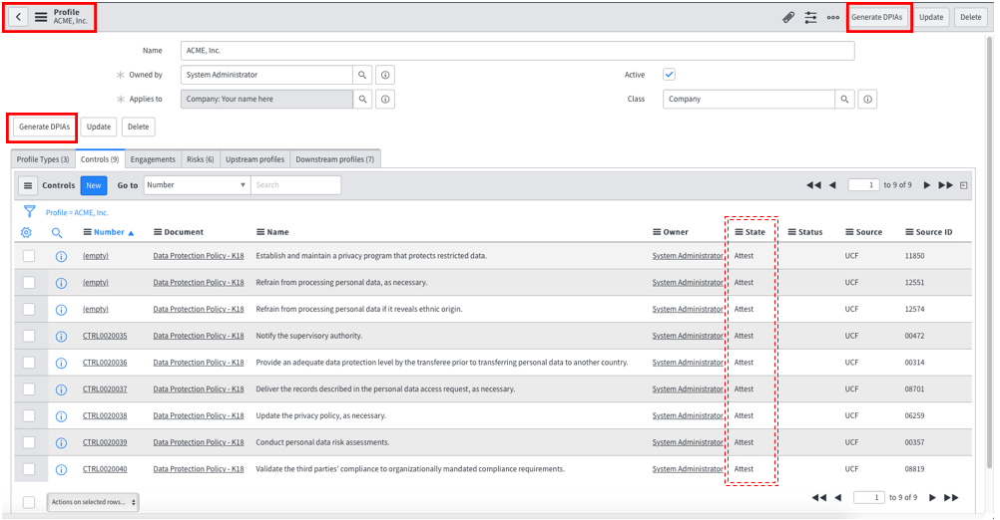 Profile
ACME, Inc.
Generate DPIAs Update Delete
Name ACME, Inc.
Owned by System Administrator Active
Applies to Company: Your name here Class Company
Generate DPIAs Update Delete
Profile Types (3) Controls (9) Engagements Risks (6) Upstream profiles Downstream profiles (7)
Controls New Go to Number Search 1 to 9 of 9
Profile = ACME, Inc.
Number Document Name Owner State Status Source Source ID
(empty) Data Protection Policy - K18 Establish and maintain a privacy program that protects restricted data. System Administrator Attest UCF 11850
(empty) Data Protection Policy - K18 Refrain from processing personal data, as necessary. System Administrator Attest UCF 12551
(empty) Data Protection Policy - K18 Refrain from processing personal data if it reveals ethnic origin. System Administrator Attest UCF 12574
CTRL0020035 Data Protection Policy - K18 Notify the supervisory authority. System Administrator Attest UCF 00472
CTRL0020036 Data Protection Policy - K18 Provide an adequate data protection level by the transferee prior to transferring personal data to another country. System Administrator Attest UCF 00314
CTRL0020037 Data Protection Policy - K18 Deliver the records described in the personal data access request, as necessary. System Administrator Attest UCF 08701
CTRL0020038 Data Protection Policy - K18 Update the privacy policy, as necessary. System Administrator Attest UCF 06259
CTRL0020039 Data Protection Policy - K18 Conduct personal data risk assessments. System Administrator Attest UCF 00357
CTRL0020040 Data Protection Policy - K18 Validate the third parties' compliance to organizationally mandated compliance requirements. System Administrator Attest UCF 08819
Actions on selected rows... 1 to 9 of 9